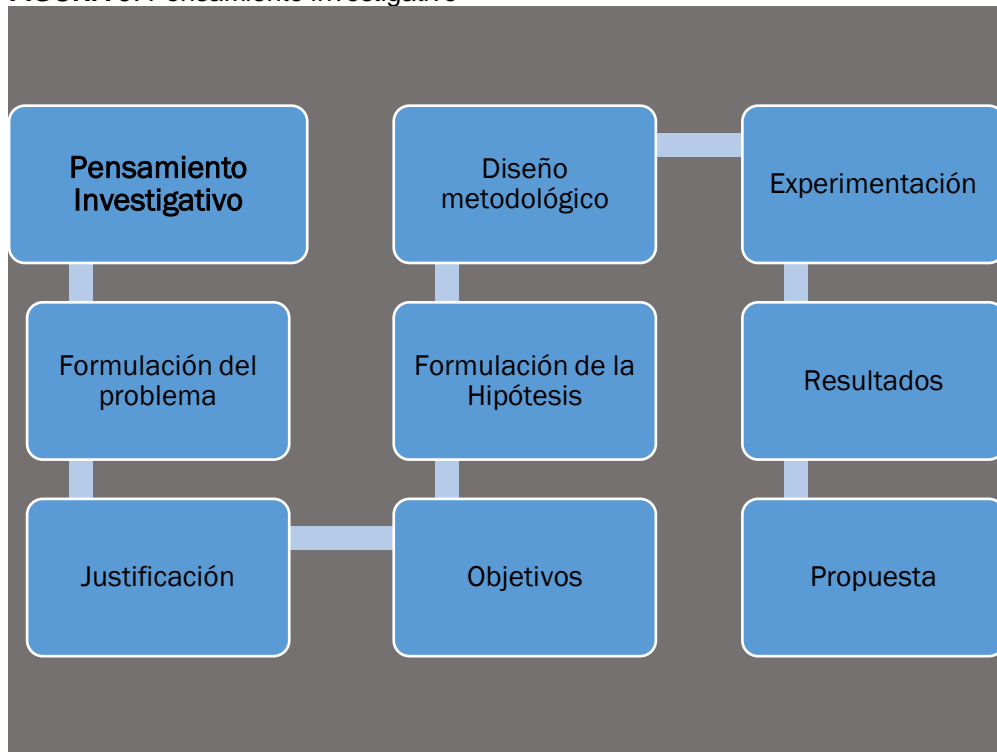 Pensamiento
Investigativo
Formulación del
problema
Justificación
Objetivos
Formulación de la
Hipótesis
Diseño
metodológico
Experimentación
Resultados
Propuesta